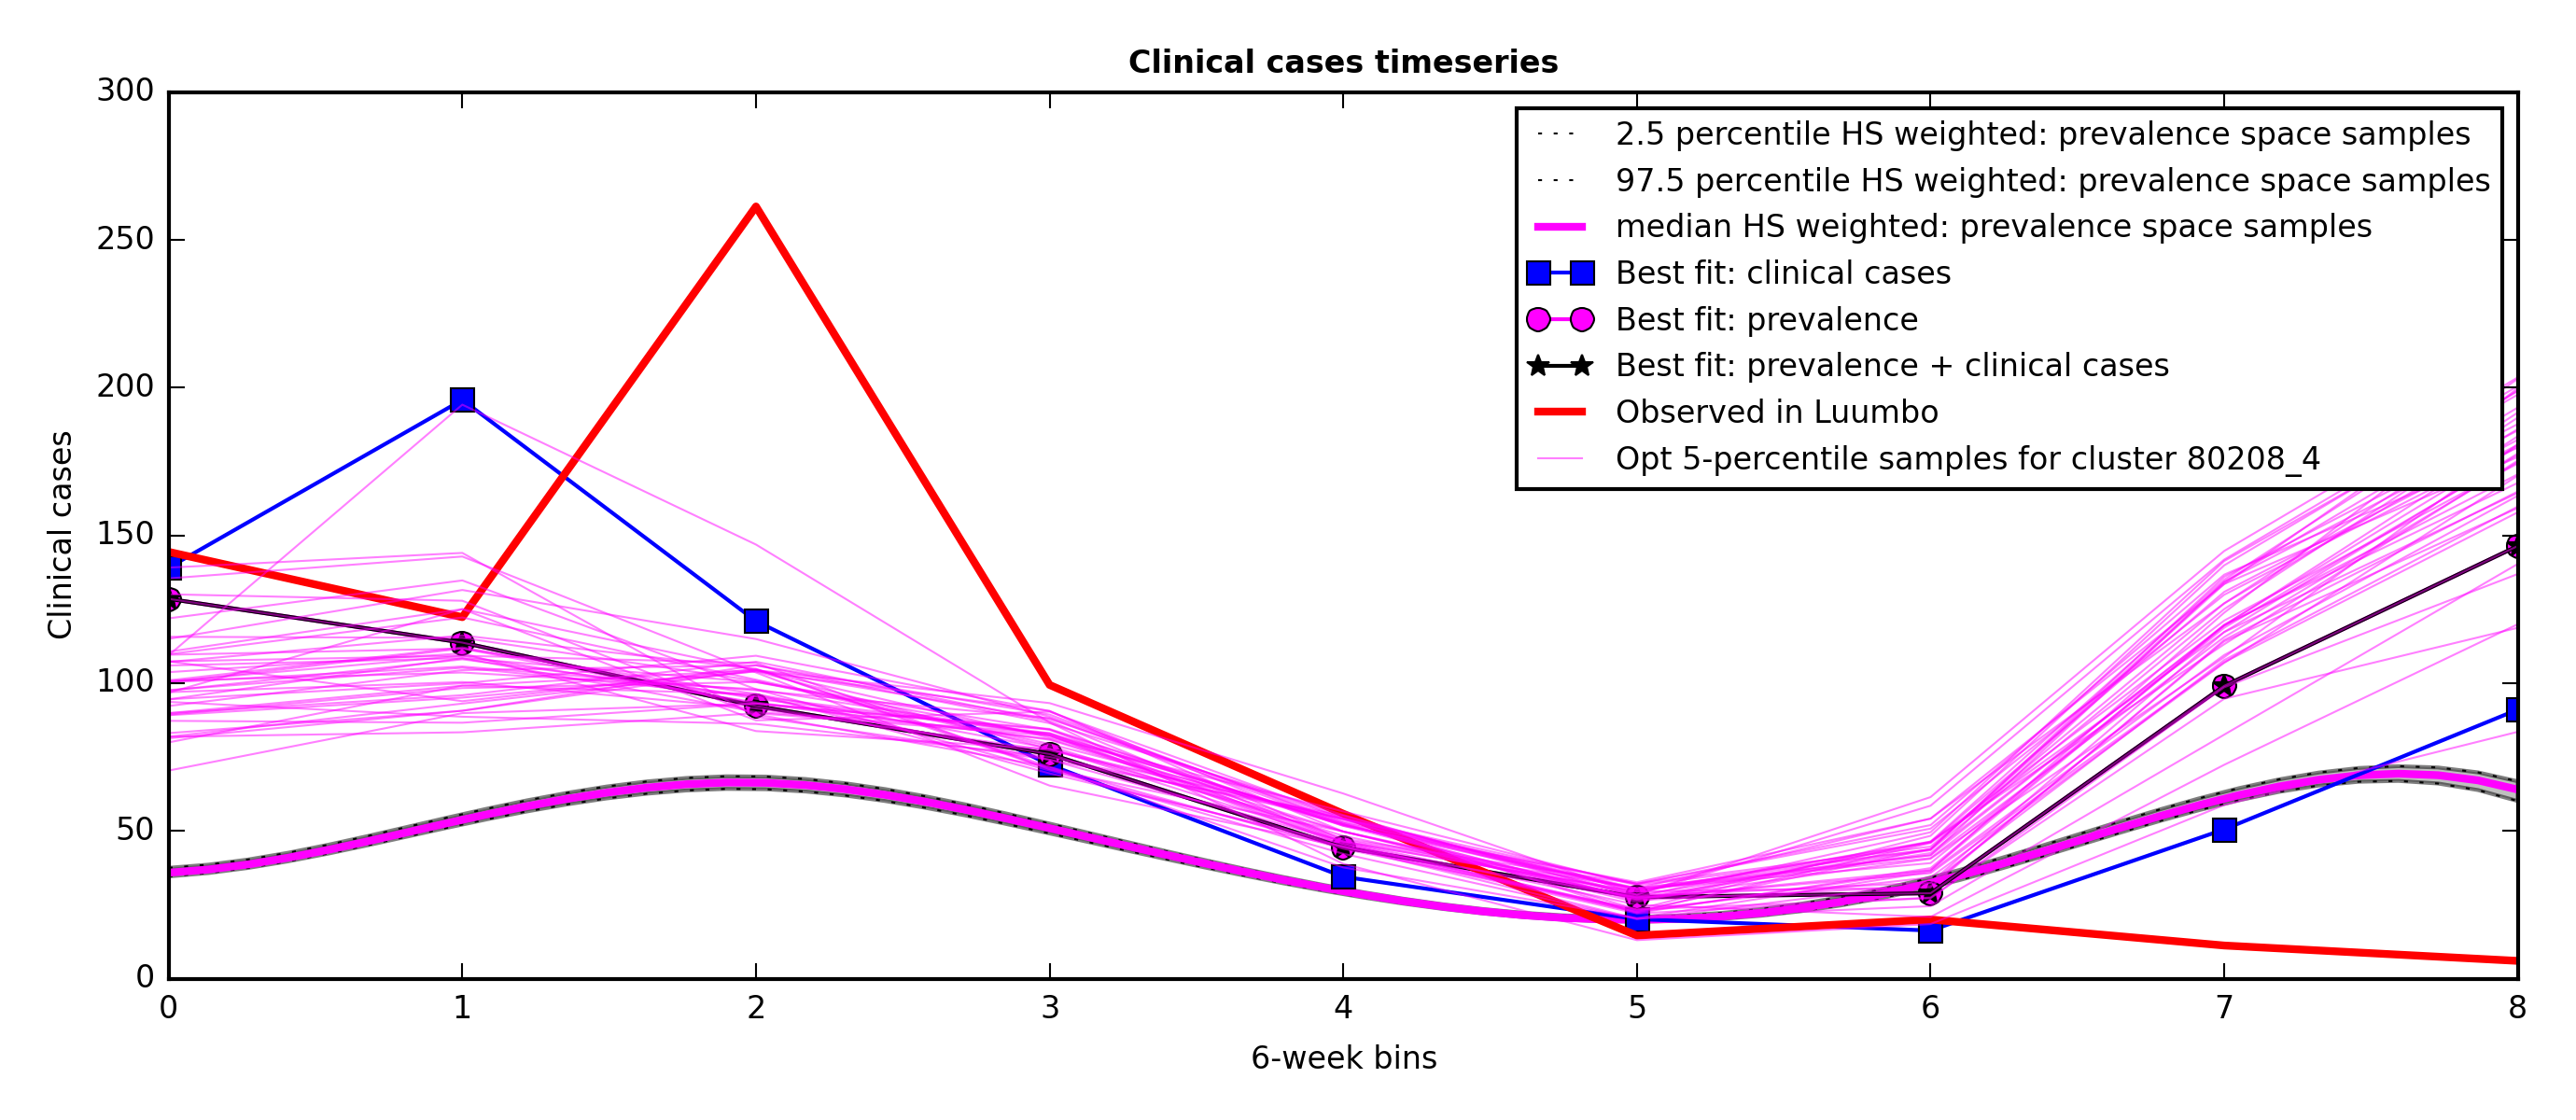 Clinical cases timeseries
300
250
200
150
100
50
0
Clinical cases
2.5 percentile HS weighted: prevalence space samples
97.5 percentile HS weighted: prevalence space samples
median HS weighted: prevalence space samples
Best fit: clinical cases
Best fit: prevalence
Best fit: prevalence + clinical cases
Observed in Luumbo
Opt 5-percentile samples for cluster 80208_4
0 1 2 3 4 5 6 7 8
6-week bins